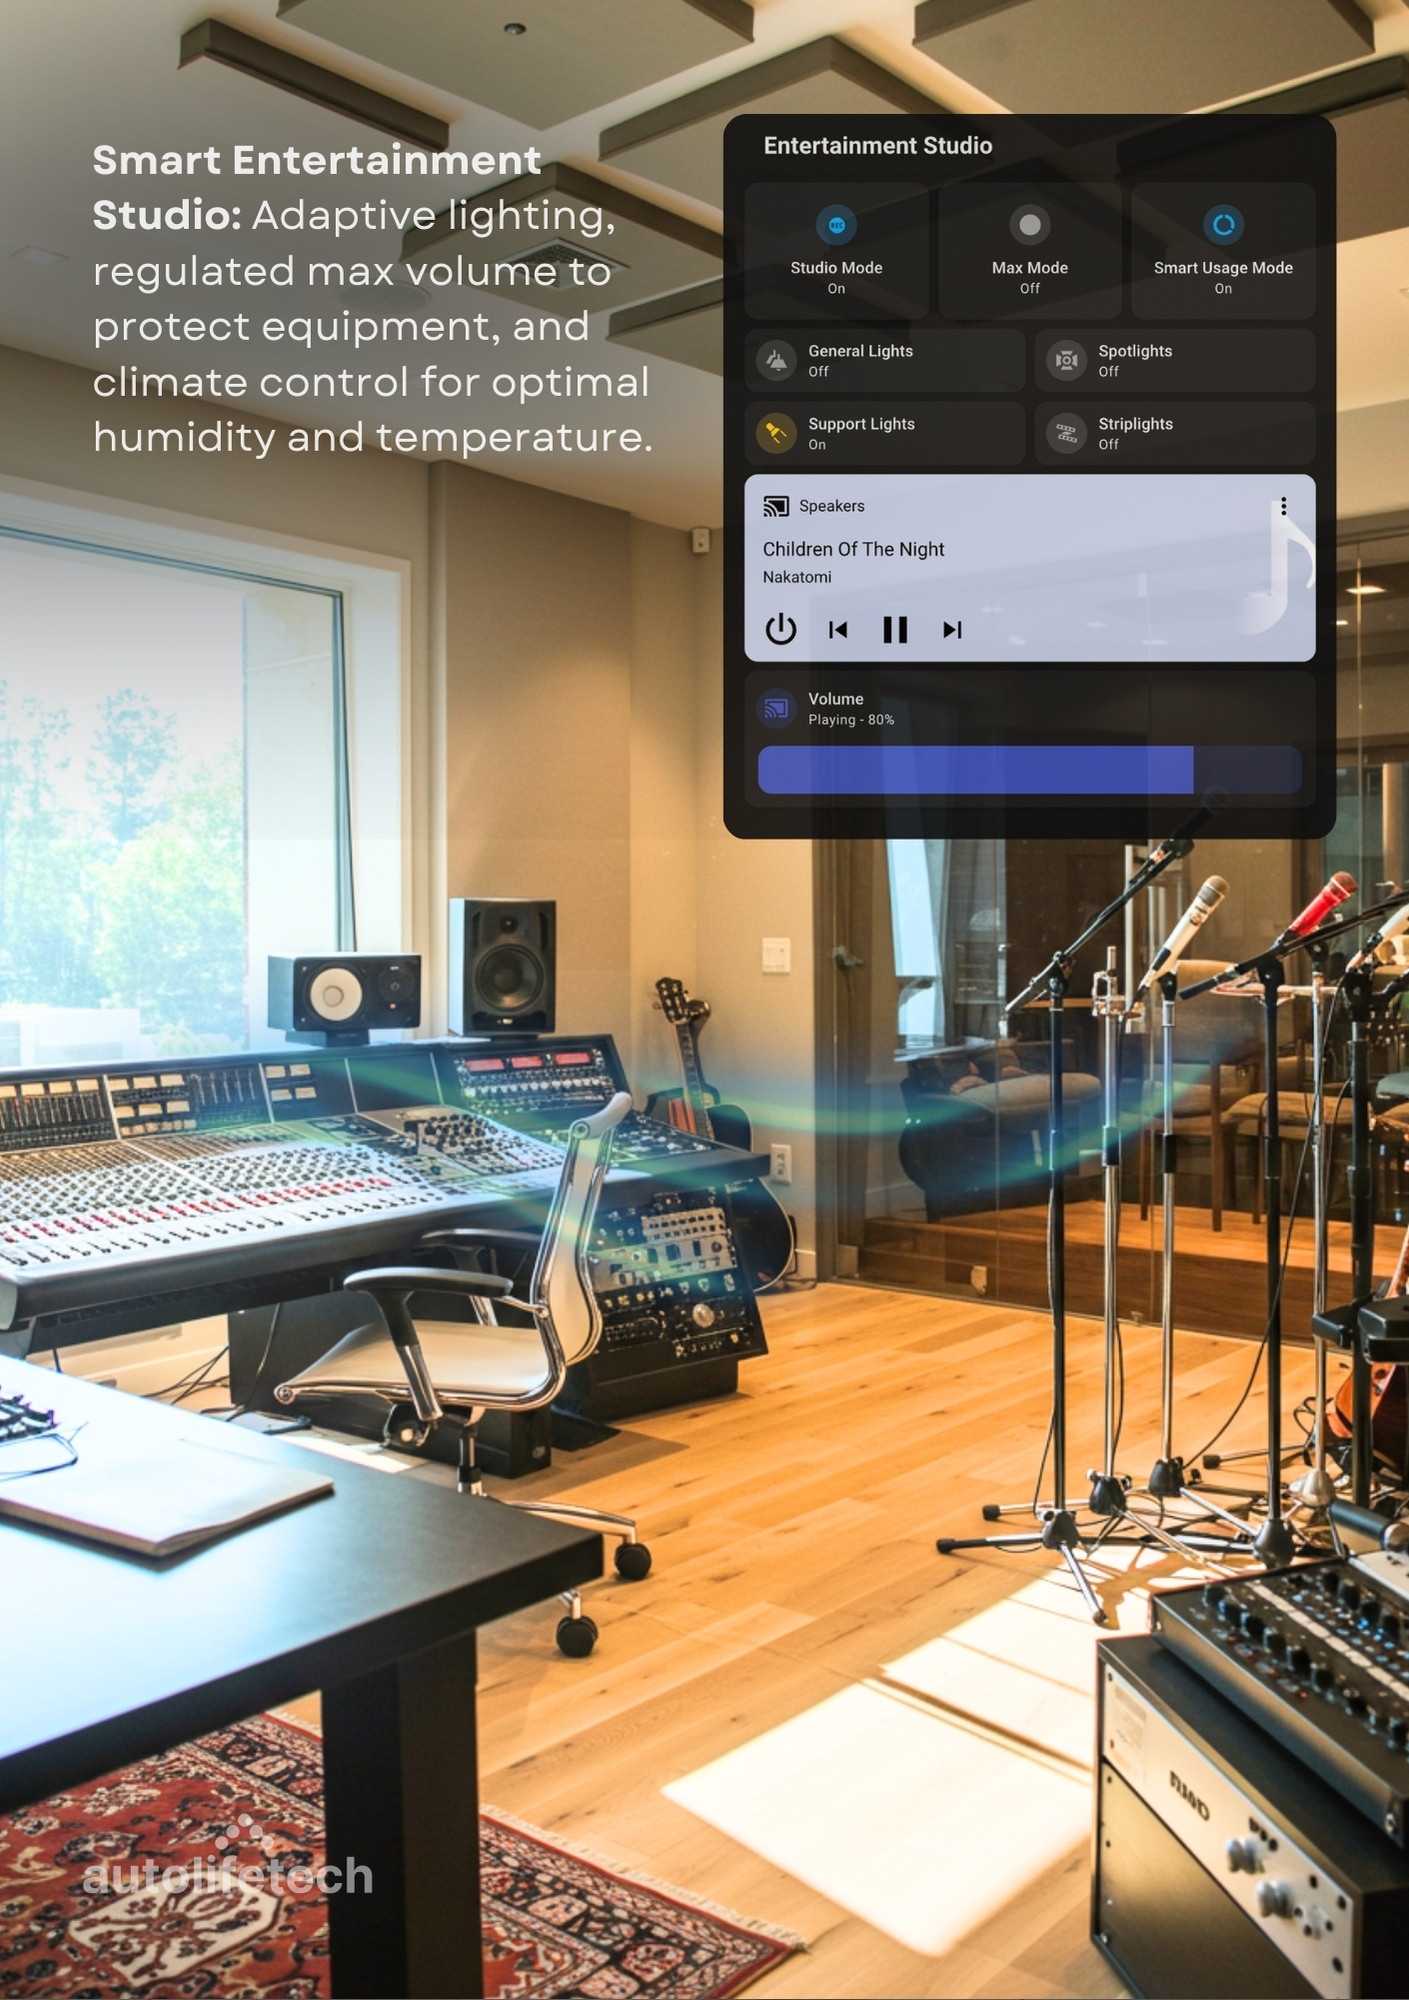 Smart Entertainment
Studio: Adaptive lighting,
regulated max volume to
protect equipment, and
climate control for optimal
humidity and temperature.
Entertainment Studio
REC
Studio Mode
On
Max Mode
Off
Smart Usage Mode
On
General Lights
Off
Spotlights
Off
Support Lights
On
Striplights
Off
Speakers
Children Of The Night
Nakatomi
Volume
Playing - 80%
autolifetech